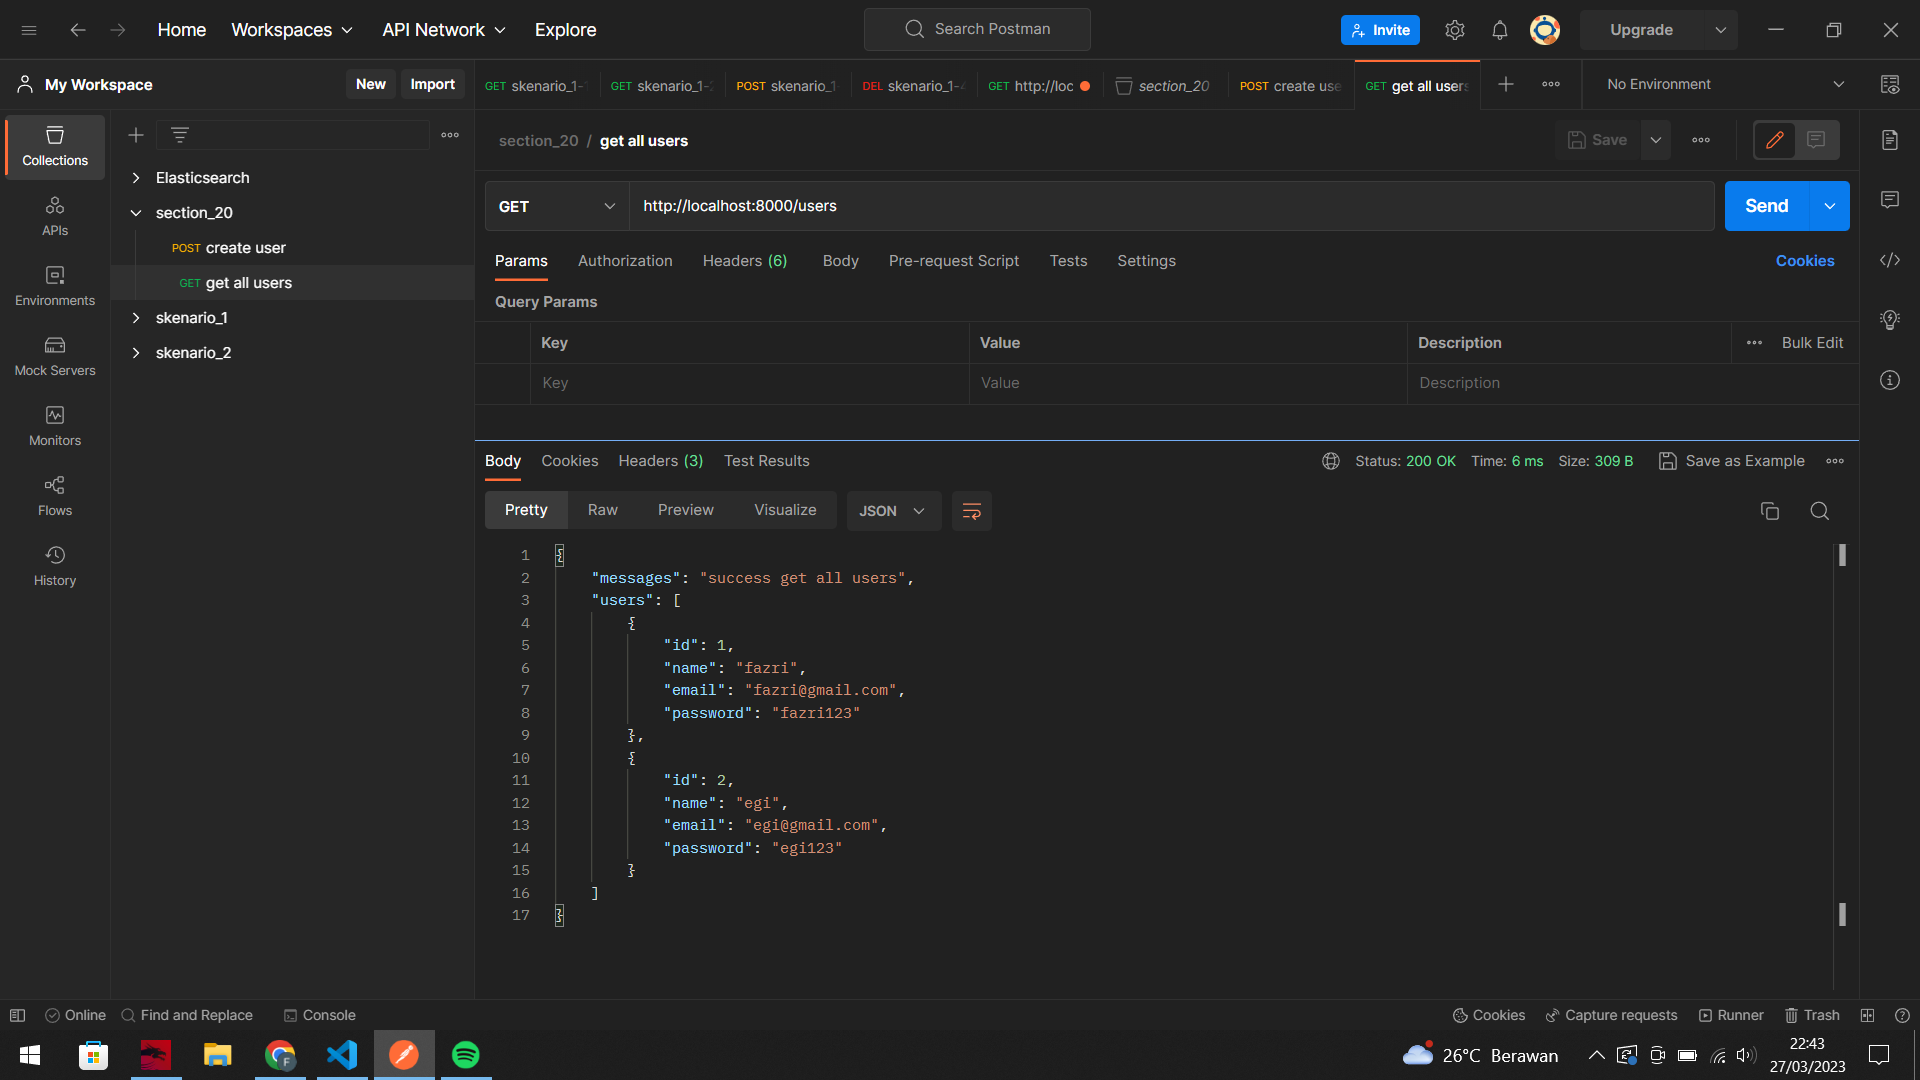 Home Workspaces API Network Explore Search Postman Invite Upgrade
My Workspace New Import
GET skenario_1- GET skenario_1-2 POST skenario_1 DEL skenario_1-4 GET http://loc section_20 POST create use GET get all users No Environment
Collections
APIs
Environments
Mock Servers
Monitors
Flows
History
Elasticsearch
section_20
POST create user
GET get all users
skenario_1
skenario_2
section_20 / get all users Save
GET http://localhost:8000/users Send
Params Authorization Headers (6) Body Pre-request Script Tests Settings Cookies
Query Params
Key Value Description Bulk Edit
Key Value Description
Body Cookies Headers (3) Test Results Status: 200 OK Time: 6 ms Size: 309 B Save as Example
Pretty Raw Preview Visualize JSON
1 {
2 "messages": "success get all users",
3 "users": [
4 {
5 "id": 1,
6 "name": "fazri",
7 "email": "fazri@gmail.com",
8 "password": "fazri123"
9 },
10 {
11 "id": 2,
12 "name": "egi",
13 "email": "egi@gmail.com",
14 "password": "egi123"
15 }
16 ]
17 }
Online Find and Replace Console Cookies Capture requests Runner Trash
F 26°C Berawan 22:43
27/03/2023